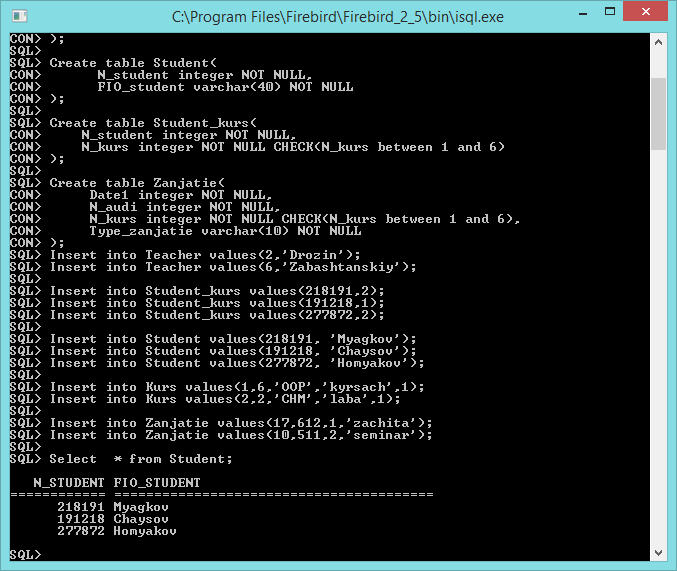 C:\Program Files\Firebird\Firebird_2_5\bin\isql.exe
CON> );
SQL>
SQL> Create table Student(
CON>       N_student integer NOT NULL,
CON>       FIO_student varchar(40) NOT NULL
CON> );
SQL>
SQL> Create table Student_kurs(
CON>     N_student integer NOT NULL,
CON>     N_kurs integer NOT NULL CHECK(N_kurs between 1 and 6)
CON> );
SQL>
SQL> Create table Zanjatie(
CON>      Date1 integer NOT NULL,
CON>      N_audi integer NOT NULL,
CON>      N_kurs integer NOT NULL CHECK(N_kurs between 1 and 6),
CON>      Type_zanjatie varchar(10) NOT NULL
CON> );
SQL> Insert into Teacher values(2,'Drozin');
SQL> Insert into Teacher values(6,'Zabashtanskiy');
SQL>
SQL> Insert into Student_kurs values(218191,2);
SQL> Insert into Student_kurs values(191218,1);
SQL> Insert into Student_kurs values(277872,2);
SQL>
SQL> Insert into Student values(218191, 'Myagkov');
SQL> Insert into Student values(191218, 'Chaysov');
SQL> Insert into Student values(277872, 'Homyakov');
SQL>
SQL> Insert into Kurs values(1,6,'OOP','kyrsach',1);
SQL> Insert into Kurs values(2,2,'CHM','laba',1);
SQL>
SQL> Insert into Zanjatie values(17,612,1,'zachita');
SQL> Insert into Zanjatie values(10,511,2,'seminar');
SQL>
SQL> Select  * from Student;
   N_STUDENT FIO_STUDENT
============ ========================================
      218191 Myagkov
      191218 Chaysov
      277872 Homyakov
SQL>